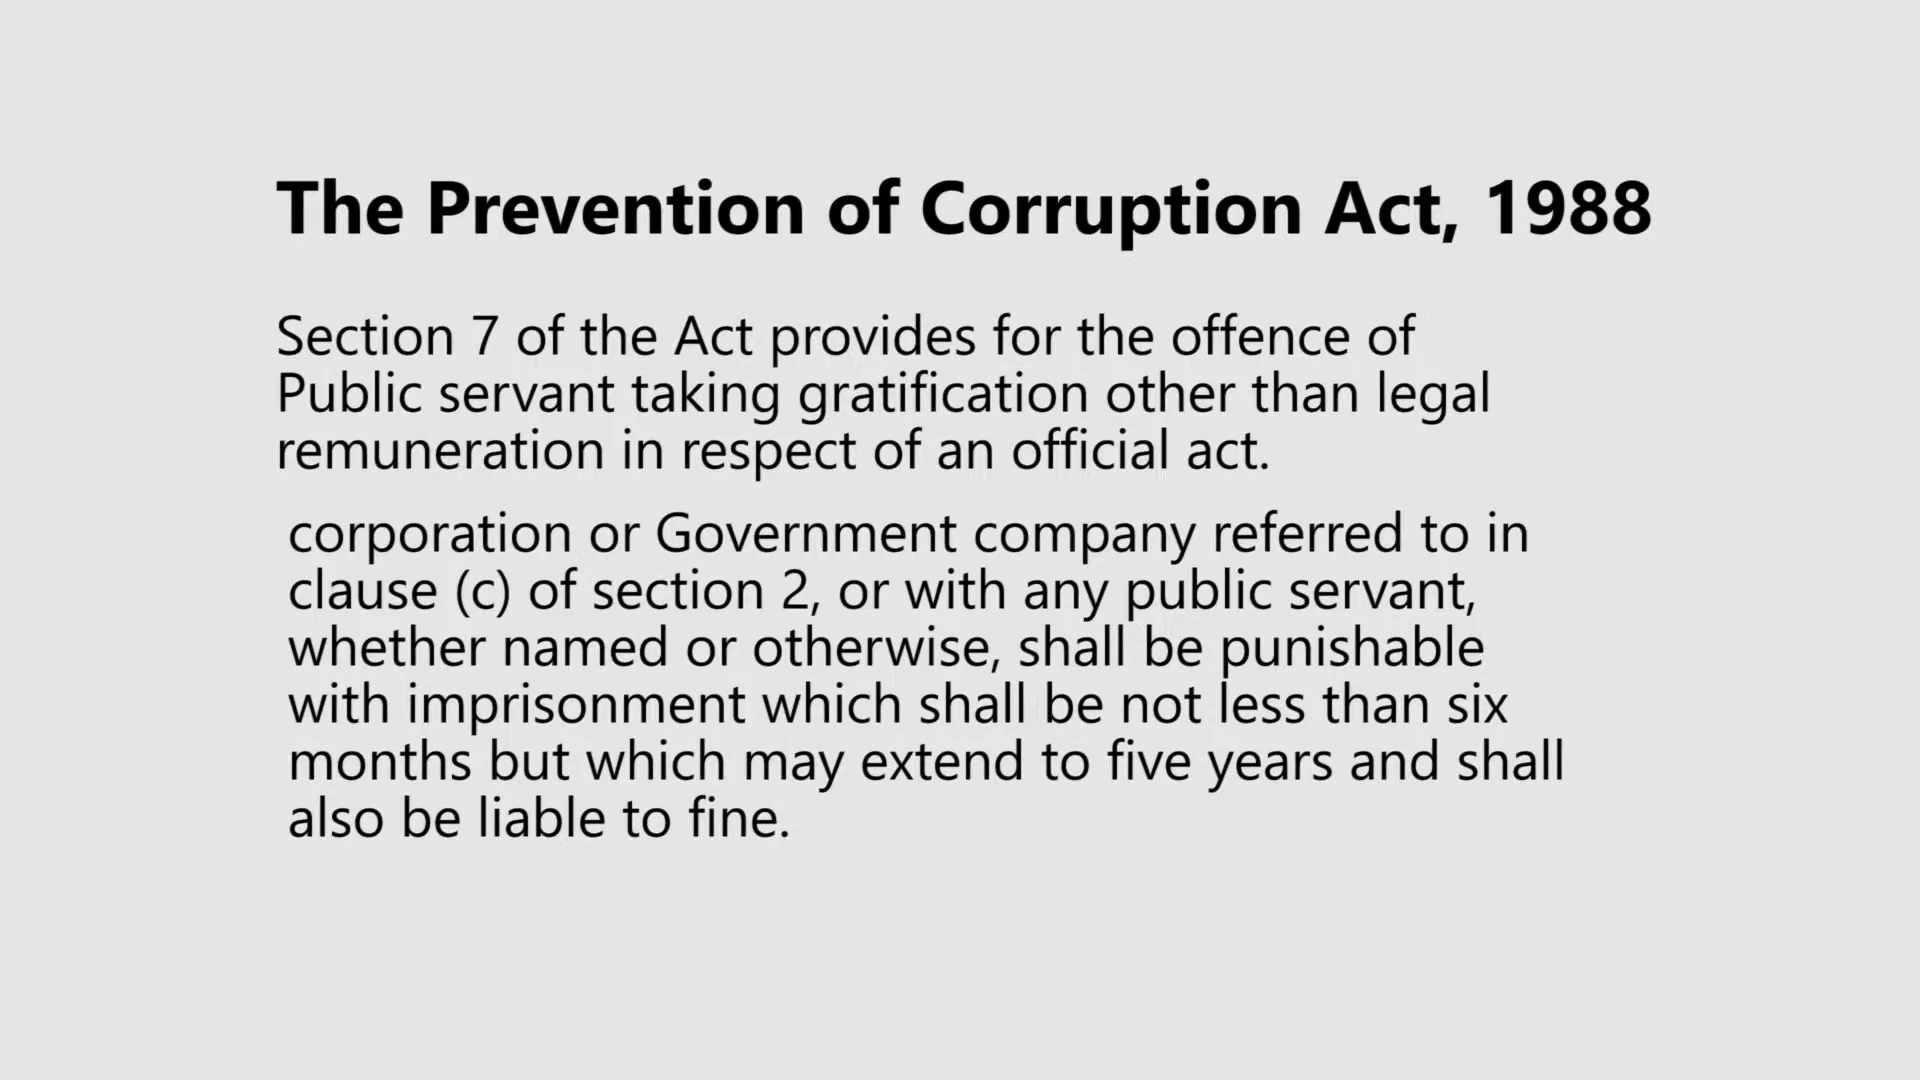 The Prevention of Corruption Act, 1988
Section 7 of the Act provides for the offence of
Public servant taking gratification other than legal
remuneration in respect of an official act.
corporation or Government company referred to in
clause (c) of section 2, or with any public servant,
whether named or otherwise, shall be punishable
with imprisonment which shall be not less than six
months but which may extend to five years and shall
also be liable to fine.